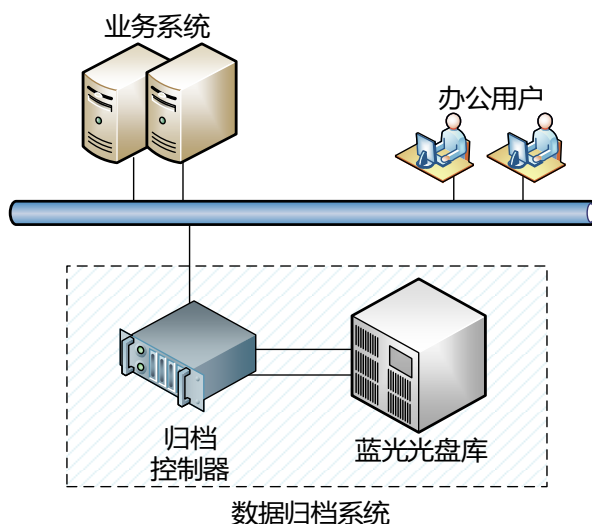 业务系统
办公用户
归档
控制器
蓝光光盘库
数据归档系统